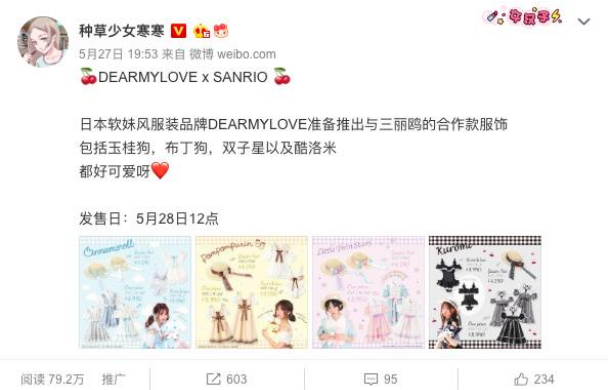 种草少女寒寒
5月27日 19:53 来自 微博 weibo.com
🍒DEARMYLOVE x SANRIO 🍒
日本软妹风服装品牌DEARMYLOVE准备推出与三丽鸥的合作款服饰
包括玉桂狗，布丁狗，双子星以及酷洛米
都好可爱呀❤️
发售日：5月28日12点
Cinnamoroll
Pompompurin
Little Twin Stars
Kuromi
阅读 79.2万 推广 603 95 234